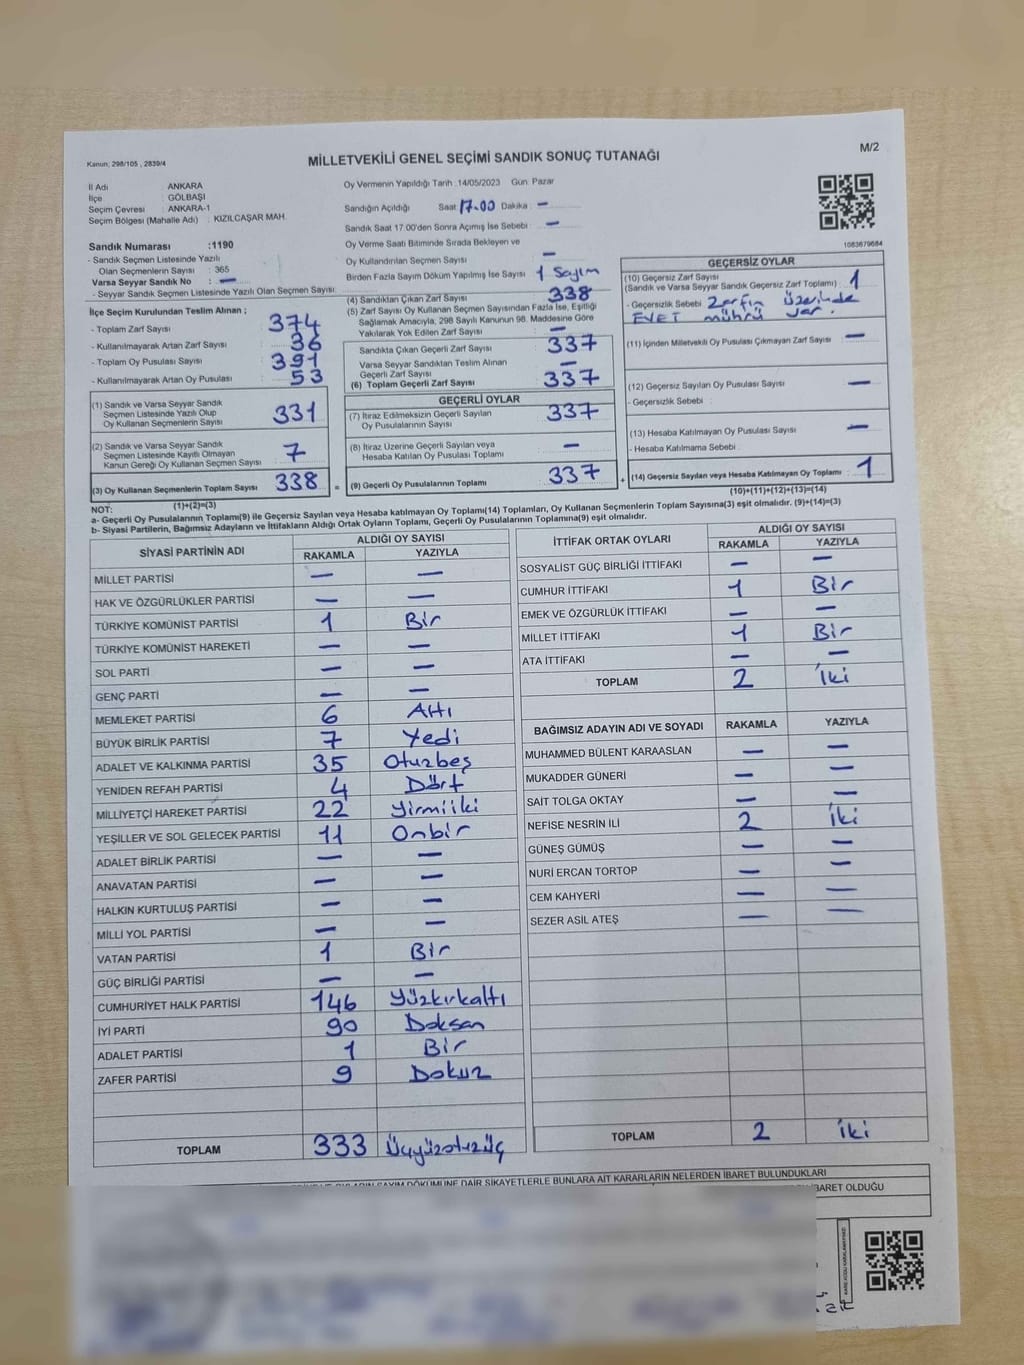 Kanun; 298/105 , 2839/4
MİLLETVEKİLİ GENEL SEÇİMİ SANDIK SONUÇ TUTANAĞI
M/2
İl Adı : ANKARA
İlçe : GÖLBAŞI
Seçim Çevresi : ANKARA-1
Seçim Bölgesi (Mahalle Adı) : KIZILCAŞAR MAH.
Sandık Numarası :1190
- Sandık Seçmen Listesinde Yazılı
Olan Seçmenlerin Sayısı : 365
Varsa Seyyar Sandık No : —
- Seyyar Sandık Seçmen Listesinde Yazılı Olan Seçmen Sayısı:
Oy Vermenin Yapıldığı Tarih :14/05/2023 Gün: Pazar
Sandığın Açıldığı Saat 17.00 Dakika : —
Sandık Saat 17.00'den Sonra Açımış İse Sebebi : —
Oy Verme Saati Bitiminde Sırada Bekleyen ve
Oy Kullandırılan Seçmen Sayısı : —
Birden Fazla Sayım Döküm Yapılmış İse Sayısı : 1 Sayım
1083679684
İlçe Seçim Kurulundan Teslim Alınan ;
- Toplam Zarf Sayısı : 374
- Kullanılmayarak Artan Zarf Sayısı : 36
- Toplam Oy Pusulası Sayısı : 391
- Kullanılmayarak Artan Oy Pusulası : 53
(1) Sandık ve Varsa Seyyar Sandık
Seçmen Listesinde Yazılı Olup
Oy Kullanan Seçmenlerin Sayısı : 331
(2) Sandık ve Varsa Seyyar Sandık
Seçmen Listesinde Kayıtlı Olmayan
Kanun Gereği Oy Kullanan Seçmen Sayısı : 7
(3) Oy Kullanan Seçmenlerin Toplam Sayısı : 338
(1)+(2)=(3)
(4) Sandıktan Çıkan Zarf Sayısı : 338
(5) Zarf Sayısı Oy Kullanan Seçmen Sayısından Fazla İse, Eşitliği
Sağlamak Amacıyla, 298 Sayılı Kanunun 98. Maddesine Göre
Yakılarak Yok Edilen Zarf Sayısı : —
Sandıkta Çıkan Geçerli Zarf Sayısı : 337
Varsa Seyyar Sandıktan Teslim Alınan
Geçerli Zarf Sayısı : —
(6) Toplam Geçerli Zarf Sayısı : 337
GEÇERLİ OYLAR
(7) İtiraz Edilmeksizin Geçerli Sayılan
Oy Pusulasının Sayısı : 337
(8) İtiraz Üzerine Geçerli Sayılan veya
Hesaba Katılan Oy Pusulası Toplamı : —
= (9) Geçerli Oy Pusulalarının Toplamı : 337 +
GEÇERSİZ OYLAR
(10) Geçersiz Zarf Sayısı
(Sandık ve Varsa Seyyar Sandık Geçersiz Zarf Toplamı) : 1
- Geçersizlik Sebebi : Zarfın üzerinde
EVET mührü var.
(11) İçinden Milletvekili Oy Pusulası Çıkmayan Zarf Sayısı : —
(12) Geçersiz Sayılan Oy Pusulası Sayısı : —
- Geçersizlik Sebebi :
(13) Hesaba Katılmayan Oy Pusulası Sayısı : —
- Hesaba Katılmama Sebebi :
(14) Geçersiz Sayılan veya Hesaba Katılmayan Oy Toplamı : 1
(10)+(11)+(12)+(13)=(14)
NOT:
a- Geçerli Oy Pusulalarının Toplamı(9) ile Geçersiz Sayılan veya Hesaba katılmayan Oy Toplamı(14) Toplamları, Oy Kullanan Seçmenlerin Toplam Sayısına(3) eşit olmalıdır. (9)+(14)=(3)
b- Siyasi Partilerin, Bağımsız Adayların ve İttifakların Aldığı Ortak Oyların Toplamı, Geçerli Oy Pusulalarının Toplamına(9) eşit olmalıdır.
SİYASİ PARTİNİN ADI ALDIĞI OY SAYISI
RAKAMLA YAZIYLA
MİLLET PARTİSİ — —
HAK VE ÖZGÜRLÜKLER PARTİSİ — —
TÜRKİYE KOMÜNİST PARTİSİ 1 Bir
TÜRKİYE KOMÜNİST HAREKETİ — —
SOL PARTİ — —
GENÇ PARTİ — —
MEMLEKET PARTİSİ 6 Altı
BÜYÜK BİRLİK PARTİSİ 7 Yedi
ADALET VE KALKINMA PARTİSİ 35 Otuzbeş
YENİDEN REFAH PARTİSİ 4 Dört
MİLLİYETÇİ HAREKET PARTİSİ 22 Yirmiiki
YEŞİLLER VE SOL GELECEK PARTİSİ 11 Onbir
ADALET BİRLİK PARTİSİ — —
ANAVATAN PARTİSİ — —
HALKIN KURTULUŞ PARTİSİ — —
MİLLİ YOL PARTİSİ — —
VATAN PARTİSİ 1 Bir
GÜÇ BİRLİĞİ PARTİSİ — —
CUMHURİYET HALK PARTİSİ 146 Yüzkırkaltı
İYİ PARTİ 90 Doksan
ADALET PARTİSİ 1 Bir
ZAFER PARTİSİ 9 Dokuz
TOPLAM 333 Üçyüzotuzüç
İTTİFAK ORTAK OYLARI ALDIĞI OY SAYISI
RAKAMLA YAZIYLA
SOSYALİST GÜÇ BİRLİĞİ İTTİFAKI — —
CUMHUR İTTİFAKI 1 Bir
EMEK VE ÖZGÜRLÜK İTTİFAKI — —
MİLLET İTTİFAKI 1 Bir
ATA İTTİFAKI — —
TOPLAM 2 İki
BAĞIMSIZ ADAYIN ADI VE SOYADI RAKAMLA YAZIYLA
MUHAMMED BÜLENT KARAASLAN — —
MUKADDER GÜNERİ — —
SAİT TOLGA OKTAY — —
NEFİSE NESRİN İLİ 2 İki
GÜNEŞ GÜMÜŞ — —
NURİ ERCAN TORTOP — —
CEM KAHYERİ — —
SEZER ASİL ATEŞ — —
TOPLAM 2 İki
SAYIM DÖKÜMÜNE DAİR ŞİKAYETLERLE BUNLARA AİT KARARLARIN NELERDEN İBARET BULUNDUKLARI
İBARET OLDUĞU